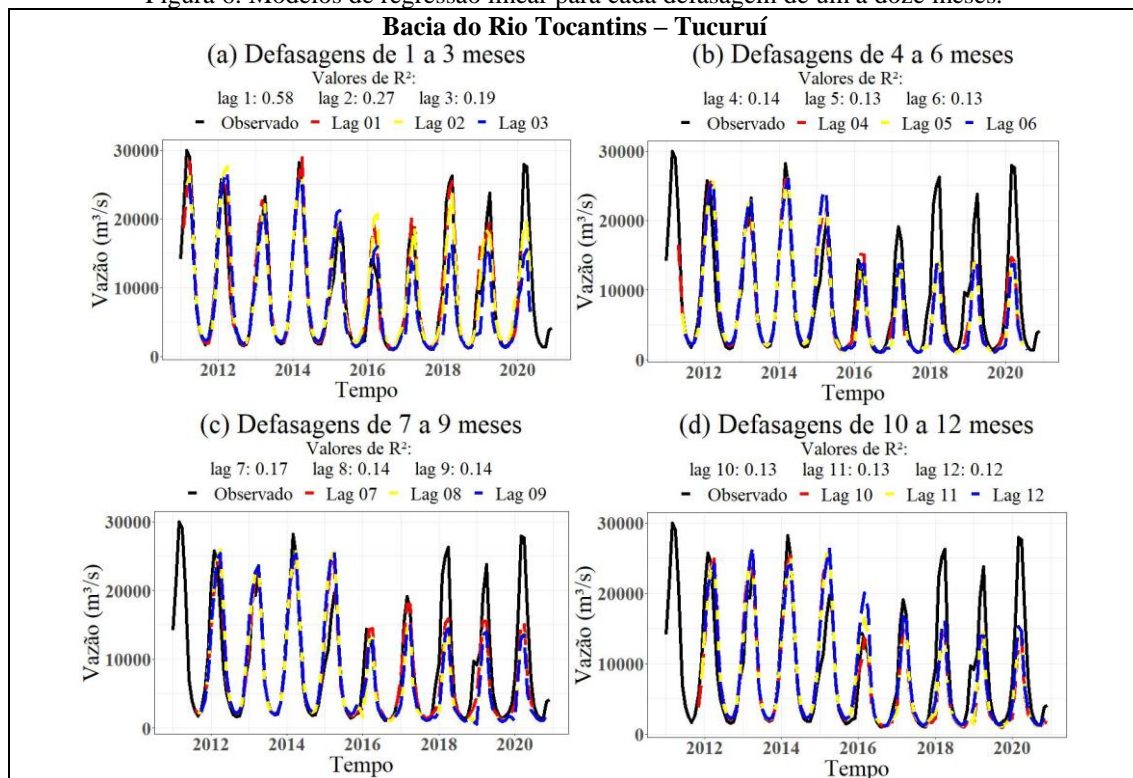 Figura 6. Modelos de regressão linear para cada defasagem de um a doze meses.
Bacia do Rio Tocantins – Tucuruí
(a) Defasagens de 1 a 3 meses
Valores de R²:
lag 1: 0.58 lag 2: 0.27 lag 3: 0.19
Observado Lag 01 Lag 02 Lag 03
30000
20000
10000
0
Vazão (m³/s)
2012 2014 2016 2018 2020
Tempo
(b) Defasagens de 4 a 6 meses
Valores de R²:
lag 4: 0.14 lag 5: 0.13 lag 6: 0.13
Observado Lag 04 Lag 05 Lag 06
30000
20000
10000
0
Vazão (m³/s)
2012 2014 2016 2018 2020
Tempo
(c) Defasagens de 7 a 9 meses
Valores de R²:
lag 7: 0.17 lag 8: 0.14 lag 9: 0.14
Observado Lag 07 Lag 08 Lag 09
30000
20000
10000
0
Vazão (m³/s)
2012 2014 2016 2018 2020
Tempo
(d) Defasagens de 10 a 12 meses
Valores de R²:
lag 10: 0.13 lag 11: 0.13 lag 12: 0.12
Observado Lag 10 Lag 11 Lag 12
30000
20000
10000
0
Vazão (m³/s)
2012 2014 2016 2018 2020
Tempo